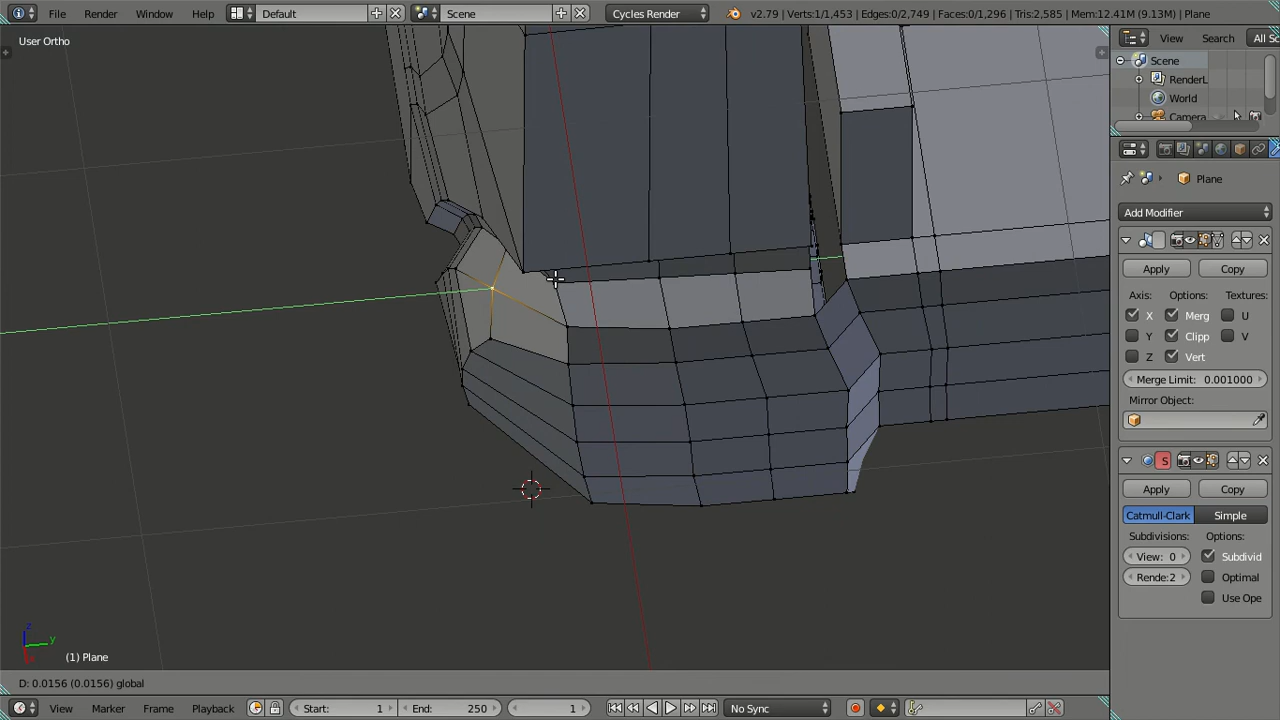 File Render Window Help Default Scene Cycles Render v2.79 | Verts:1/1,453 | Edges:0/2,749 | Faces:0/1,296 | Tris:2,585 | Mem:12.41M (9.13M) | Plane
User Ortho
View Search All Sc
Scene
RenderL
World
Camera
Plane
Add Modifier
Apply Copy
Axis: Options: Textures:
X Merg U
Y Clipp V
Z Vert
Merge Limit: 0.001000
Mirror Object:
S
Apply Copy
Catmull-Clark Simple
Subdivisions: Options:
View: 0 Subdivid
Rende:2 Optimal
Use Ope
z
y
x
(1) Plane
D: 0.0156 (0.0156) global
View Marker Frame Playback Start: 1 End: 250 1 No Sync